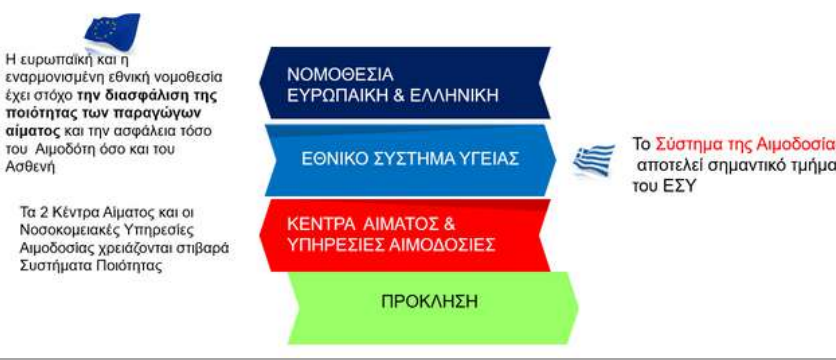 Η ευρωπαϊκή και η
εναρμονισμένη εθνική νομοθεσία
έχει στόχο την διασφάλιση της
ποιότητας των παραγώγων
αίματος και την ασφάλεια τόσο
του Αιμοδότη όσο και του
Ασθενή
ΝΟΜΟΘΕΣΙΑ
ΕΥΡΩΠΑΙΚΗ & ΕΛΛΗΝΙΚΗ
ΕΘΝΙΚΟ ΣΥΣΤΗΜΑ ΥΓΕΙΑΣ
Το Σύστημα της Αιμοδοσία
αποτελεί σημαντικό τμήμα
του ΕΣΥ
Τα 2 Κέντρα Αίματος και οι
Νοσοκομειακές Υπηρεσίες
Αιμοδοσίας χρειάζονται στιβαρά
Συστήματα Ποιότητας
ΚΕΝΤΡΑ ΑΙΜΑΤΟΣ &
ΥΠΗΡΕΣΙΕΣ ΑΙΜΟΔΟΣΙΕΣ
ΠΡΟΚΛΗΣΗ